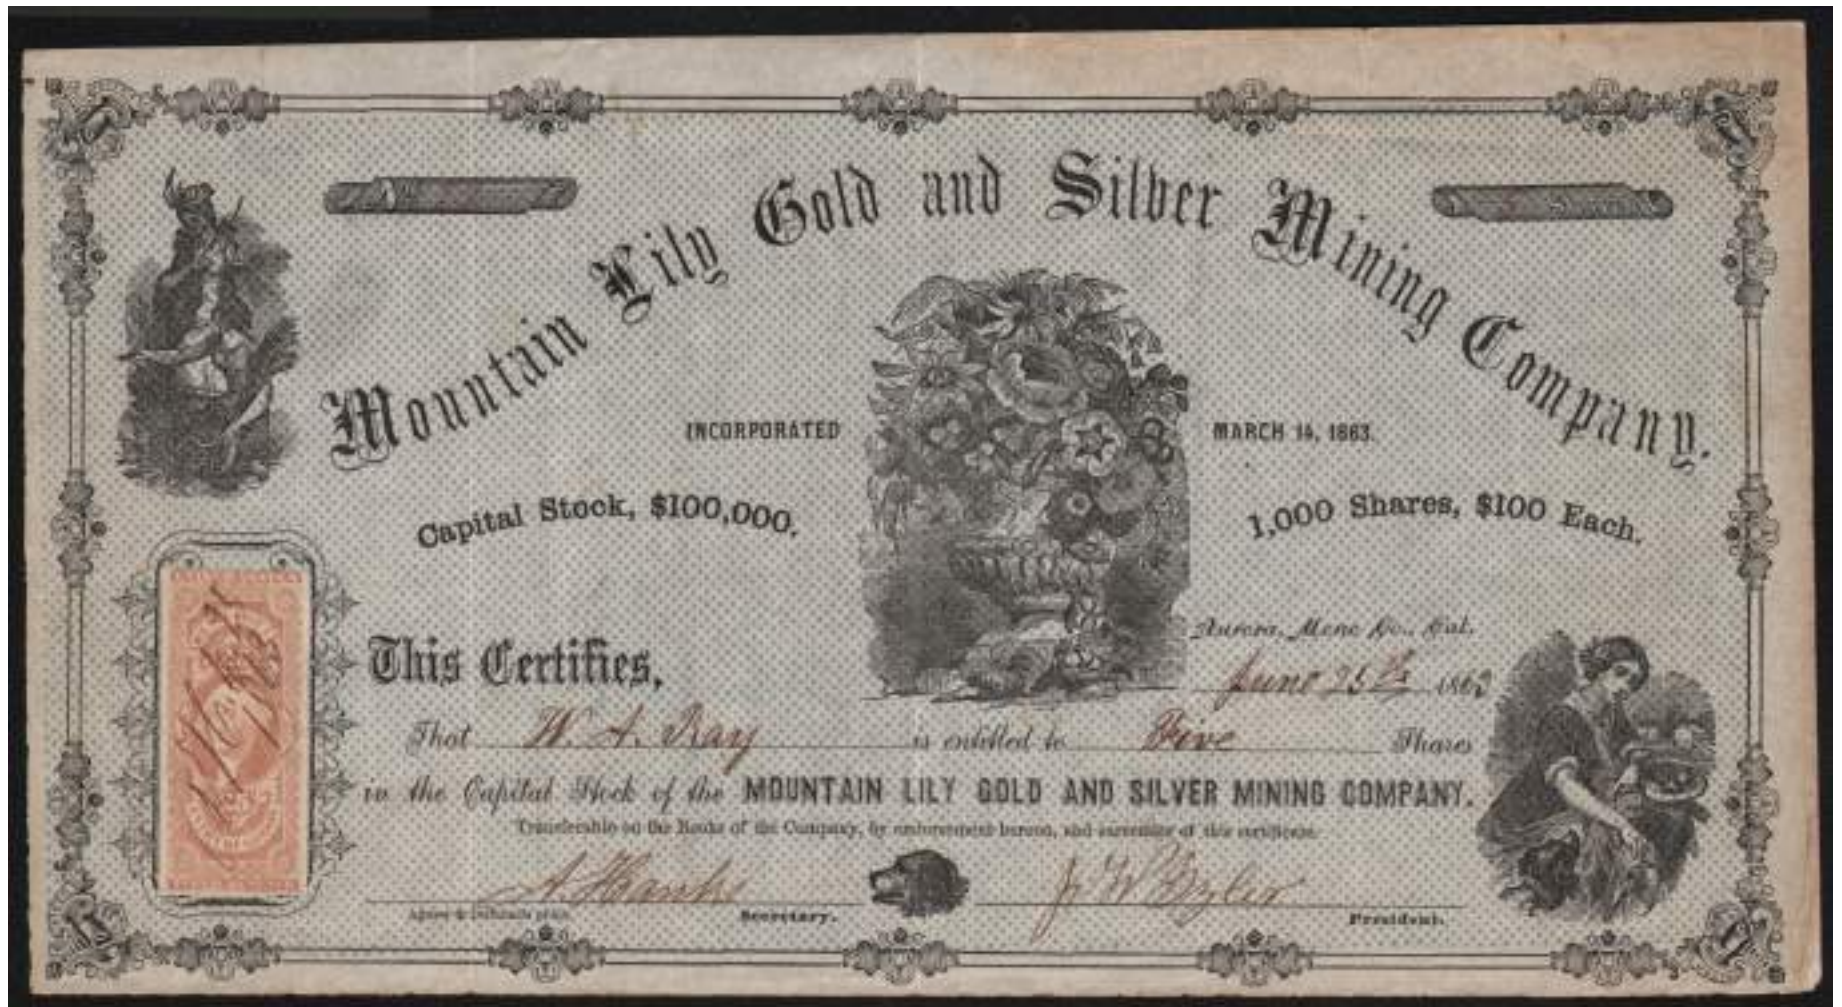 Mountain Lily Gold and Silver Mining Company.
INCORPORATED MARCH 14, 1863.
Capital Stock, $100,000. 1,000 Shares, $100 Each.
Aurora, Mono Co., Cal.
June 25th 1863
This Certifies,
That W. A. Ray is entitled to Five Shares
in the Capital Stock of the MOUNTAIN LILY GOLD AND SILVER MINING COMPANY.
Transferable on the Books of the Company, by endorsement hereon, and surrender of this certificate.
Secretary. President.